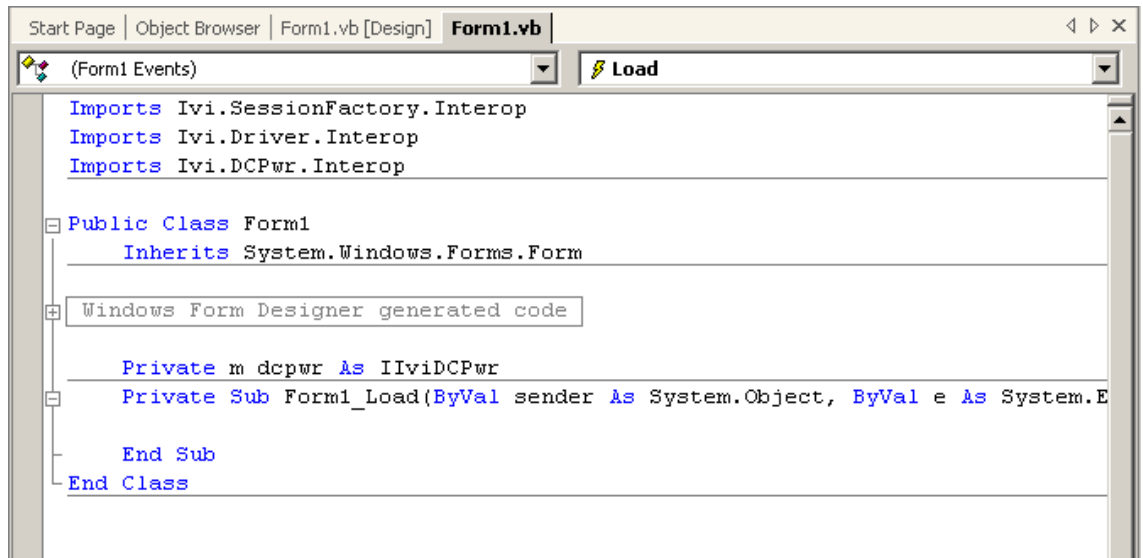 Start Page | Object Browser | Form1.vb [Design] | Form1.vb
(Form1 Events) Load
Imports Ivi.SessionFactory.Interop
Imports Ivi.Driver.Interop
Imports Ivi.DCPwr.Interop
Public Class Form1
Inherits System.Windows.Forms.Form
Windows Form Designer generated code
Private m dcpwr As IIviDCPwr
Private Sub Form1_Load(ByVal sender As System.Object, ByVal e As System.E
End Sub
End Class